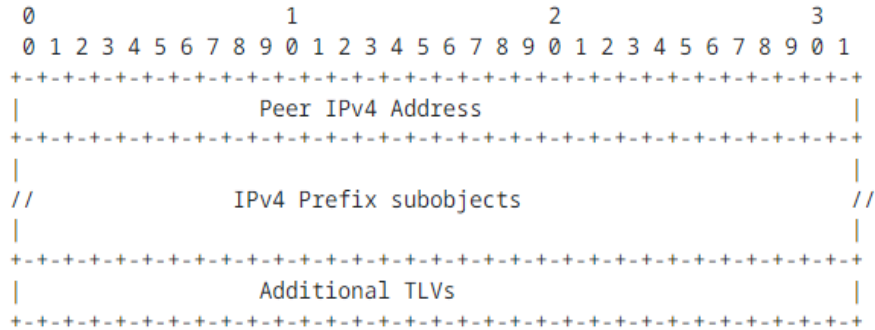 0                   1                   2                   3
0 1 2 3 4 5 6 7 8 9 0 1 2 3 4 5 6 7 8 9 0 1 2 3 4 5 6 7 8 9 0 1
+-+-+-+-+-+-+-+-+-+-+-+-+-+-+-+-+-+-+-+-+-+-+-+-+-+-+-+-+-+-+-+-+
|                  Peer IPv4 Address                            |
+-+-+-+-+-+-+-+-+-+-+-+-+-+-+-+-+-+-+-+-+-+-+-+-+-+-+-+-+-+-+-+-+
|                                                               |
//               IPv4 Prefix subobjects                         //
|                                                               |
+-+-+-+-+-+-+-+-+-+-+-+-+-+-+-+-+-+-+-+-+-+-+-+-+-+-+-+-+-+-+-+-+
|                  Additional TLVs                              |
+-+-+-+-+-+-+-+-+-+-+-+-+-+-+-+-+-+-+-+-+-+-+-+-+-+-+-+-+-+-+-+-+